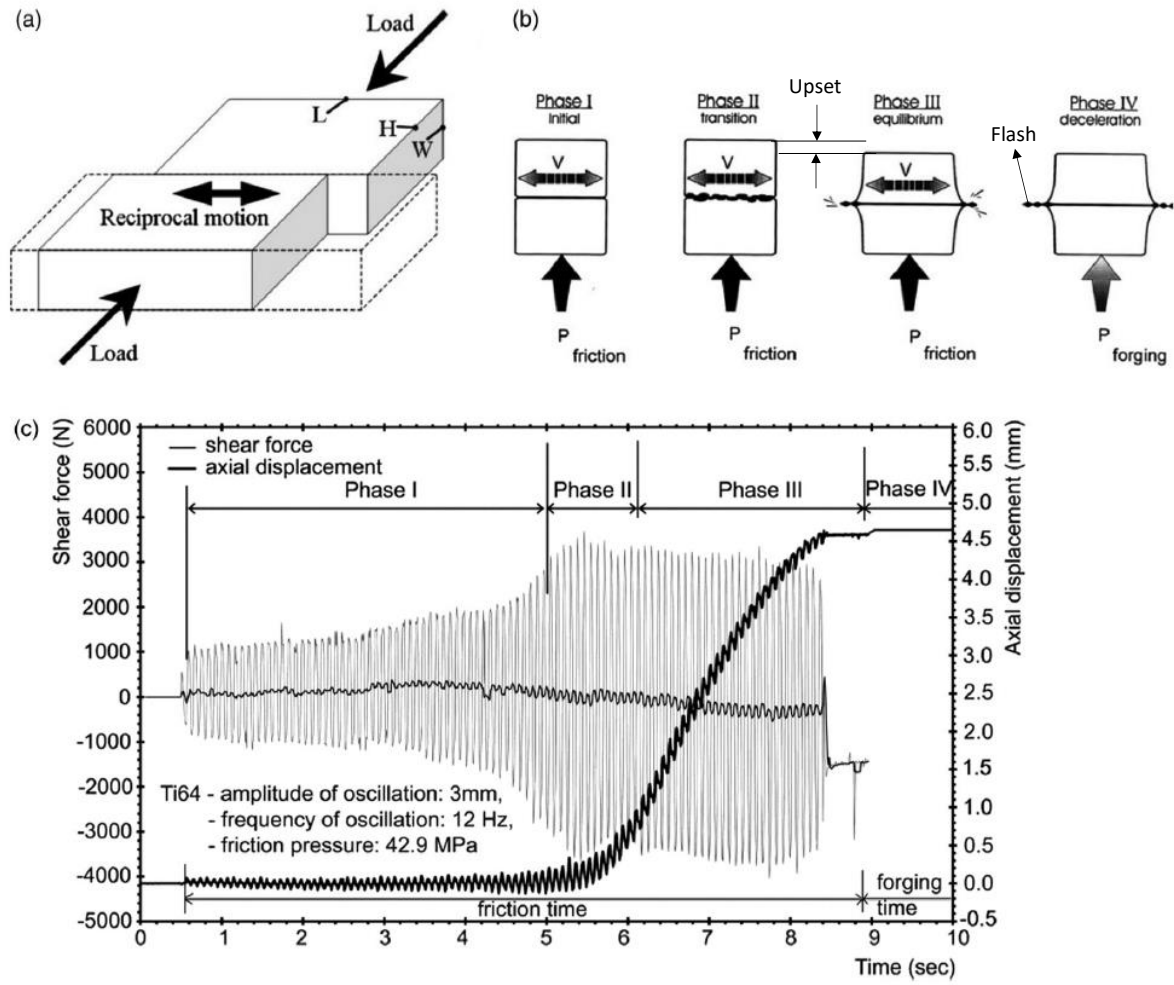 (a)
Load
L
H
W
Reciprocal motion
Load
(b)
Phase I
initial
V
P
friction
Phase II
transition
V
P
friction
Upset
Phase III
equilibrium
V
P
friction
Phase IV
deceleration
Flash
P
forging
(c)
Shear force (N)
6000
5000
4000
3000
2000
1000
0
-1000
-2000
-3000
-4000
-5000
shear force
axial displacement
Phase I
Phase II
Phase III
Phase IV
Ti64 - amplitude of oscillation: 3mm,
- frequency of oscillation: 12 Hz,
- friction pressure: 42.9 MPa
friction time
forging
time
0 1 2 3 4 5 6 7 8 9 10
Time (sec)
6.0
5.5
5.0
4.5
4.0
3.5
3.0
2.5
2.0
1.5
1.0
0.5
0.0
-0.5
Axial displacement (mm)